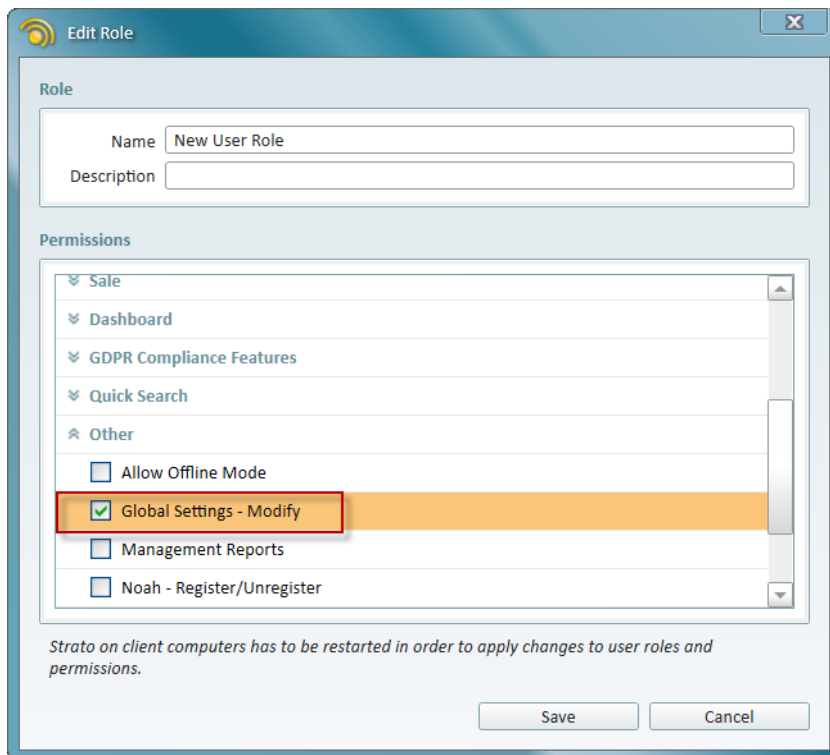 Edit Role
Role
Name New User Role
Description
Permissions
Sale
Dashboard
GDPR Compliance Features
Quick Search
Other
Allow Offline Mode
Global Settings - Modify
Management Reports
Noah - Register/Unregister
Strato on client computers has to be restarted in order to apply changes to user roles and
permissions.
Save Cancel